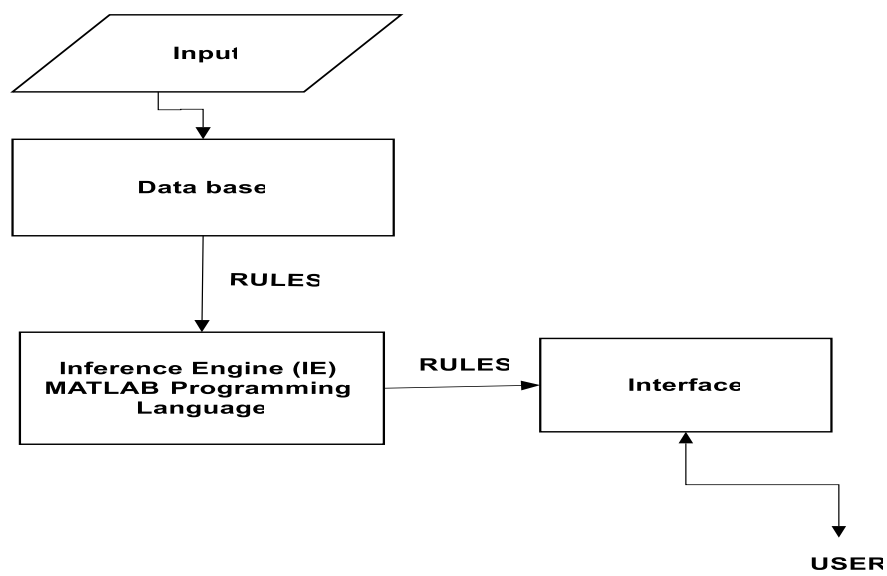 Input
Data base
RULES
Inference Engine (IE)
MATLAB Programming
Language
RULES
Interface
USER